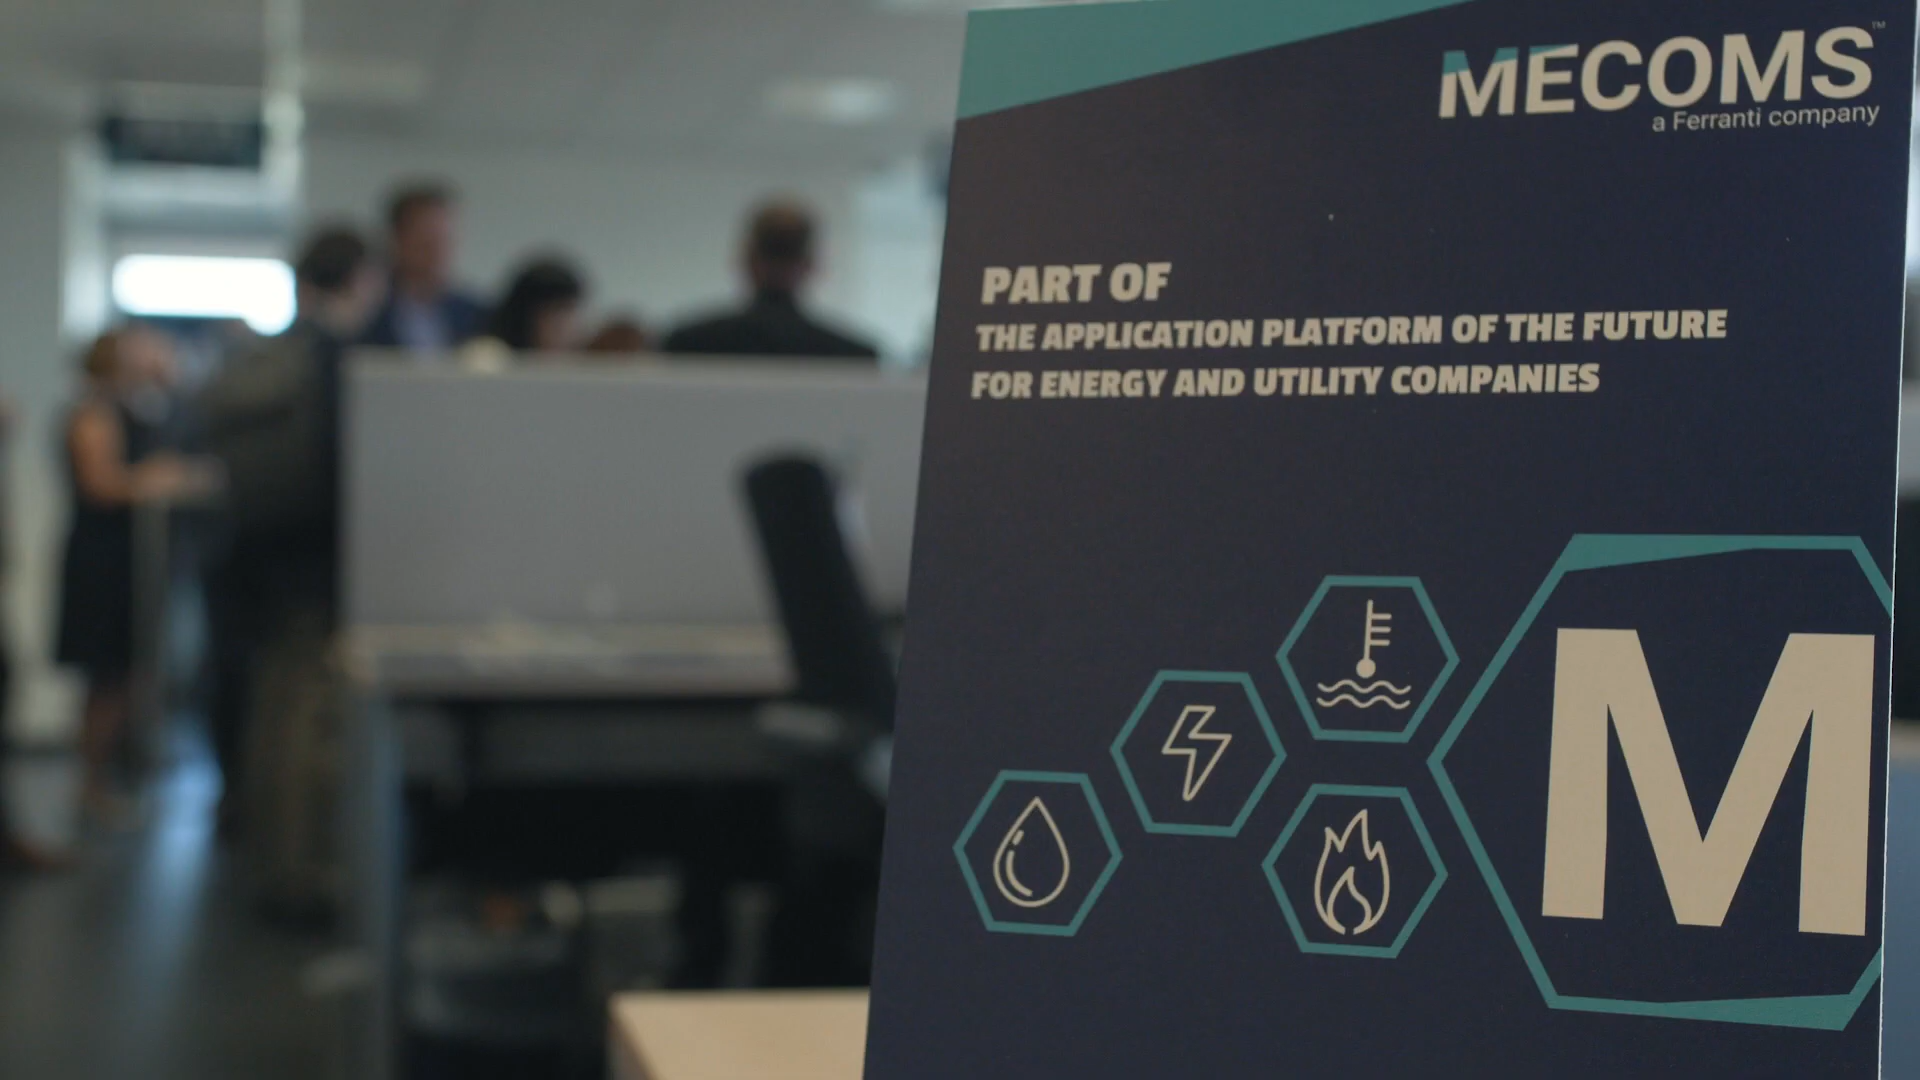 MECOMS™
a Ferranti company
PART OF
THE APPLICATION PLATFORM OF THE FUTURE
FOR ENERGY AND UTILITY COMPANIES
M